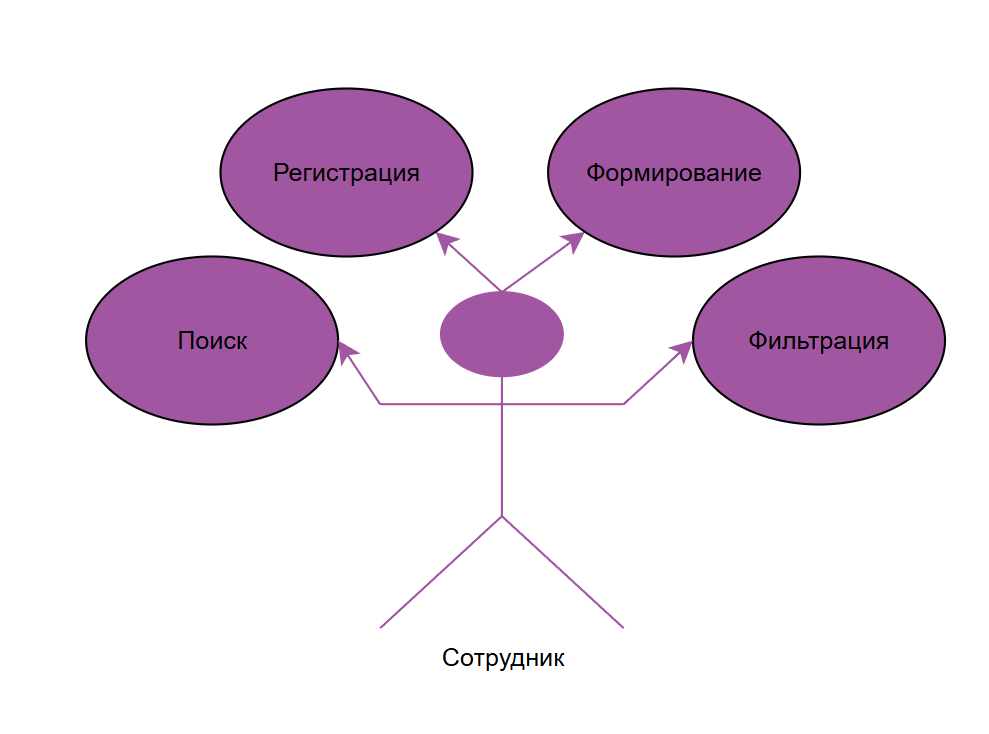 Регистрация
Формирование
Поиск
Фильтрация
Сотрудник